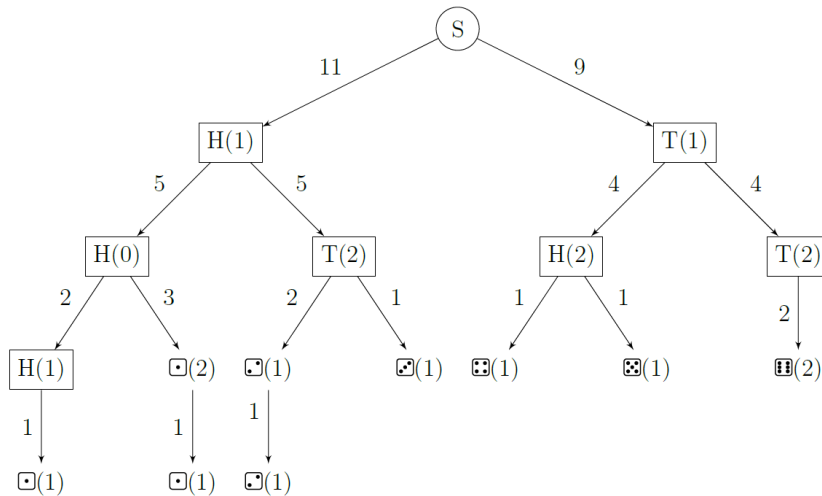 S
11 9
H(1) T(1)
5 5 4 4
H(0) T(2) H(2) T(2)
2 3 2 1 1 1 2
H(1) ⚀(2) ⚁(1) ⚂(1) ⚃(1) ⚄(1) ⚅(2)
1 1 1
⚀(1) ⚀(1) ⚁(1)